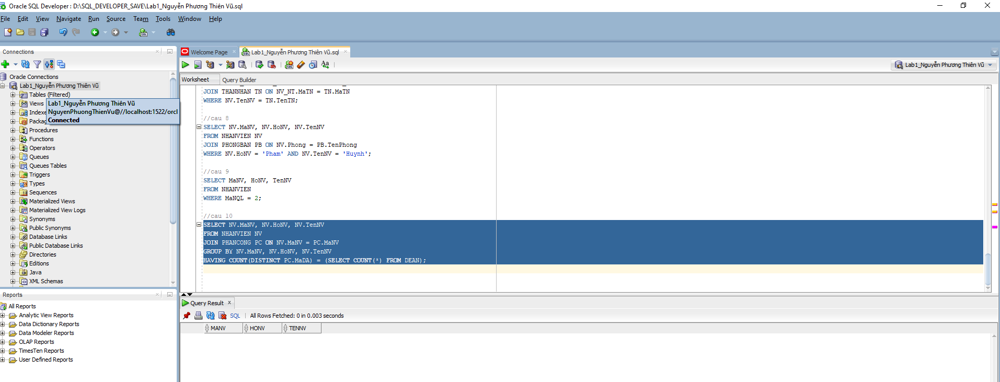 Oracle SQL Developer : D:\SQL_DEVELOPER_SAVE\Lab1_Nguyễn Phương Thiên Vũ.sql
File Edit View Navigate Run Source Team Tools Window Help
Connections
Oracle Connections
Lab1_Nguyễn Phương Thiên Vũ
Tables (Filtered)
Views
Indexe
Packag
Lab1_Nguyễn Phương Thiên Vũ
NguyenPhuongThienVu@//localhost:1522/orcl
Connected
Procedures
Functions
Operators
Queues
Queues Tables
Triggers
Types
Sequences
Materialized Views
Materialized View Logs
Synonyms
Public Synonyms
Database Links
Public Database Links
Directories
Editions
Java
XML Schemas
Reports
All Reports
Analytic View Reports
Data Dictionary Reports
Data Modeler Reports
OLAP Reports
TimesTen Reports
User Defined Reports
Welcome Page
Lab1_Nguyễn Phương Thiên Vũ.sql
Lab1_Nguyễn Phương Thiên Vũ
Worksheet Query Builder
JOIN THANNHAN TN ON NV_NT.MaTN = TN.MaTN
WHERE NV.TenNV = TN.TenTN;
//cau 8
SELECT NV.MaNV, NV.HoNV, NV.TenNV
FROM NHANVIEN NV
JOIN PHONGBAN PB ON NV.Phong = PB.TenPhong
WHERE NV.HoNV = 'Pham' AND NV.TenNV = 'Huynh';
//cau 9
SELECT MaNV, HoNV, TenNV
FROM NHANVIEN
WHERE MaNQL = 2;
//cau 10
SELECT NV.MaNV, NV.HoNV, NV.TenNV
FROM NHANVIEN NV
JOIN PHANCONG PC ON NV.MaNV = PC.MaNV
GROUP BY NV.MaNV, NV.HoNV, NV.TenNV
HAVING COUNT(DISTINCT PC.MaDA) = (SELECT COUNT(*) FROM DEAN);
Query Result
SQL | All Rows Fetched: 0 in 0.003 seconds
MANV HONV TENNV